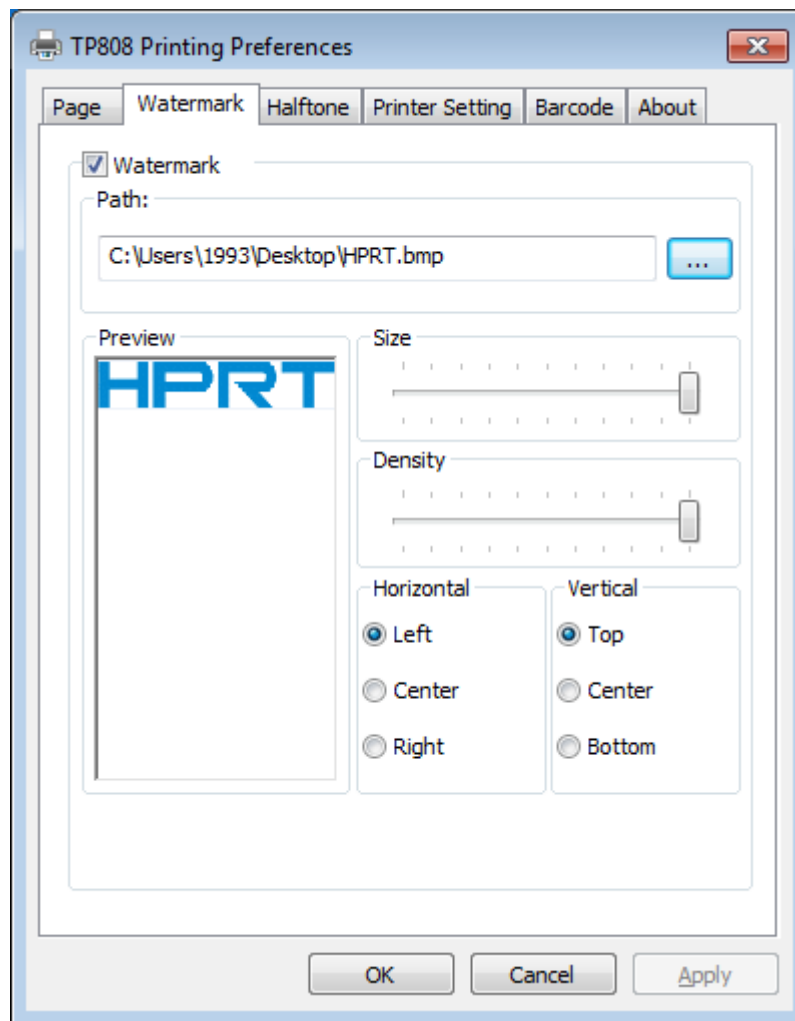 TP808 Printing Preferences
Page Watermark Halftone Printer Setting Barcode About
Watermark
Path:
C:\Users\1993\Desktop\HPRT.bmp
...
Preview
HPRT
Size
Density
Horizontal Vertical
Left Top
Center Center
Right Bottom
OK Cancel Apply